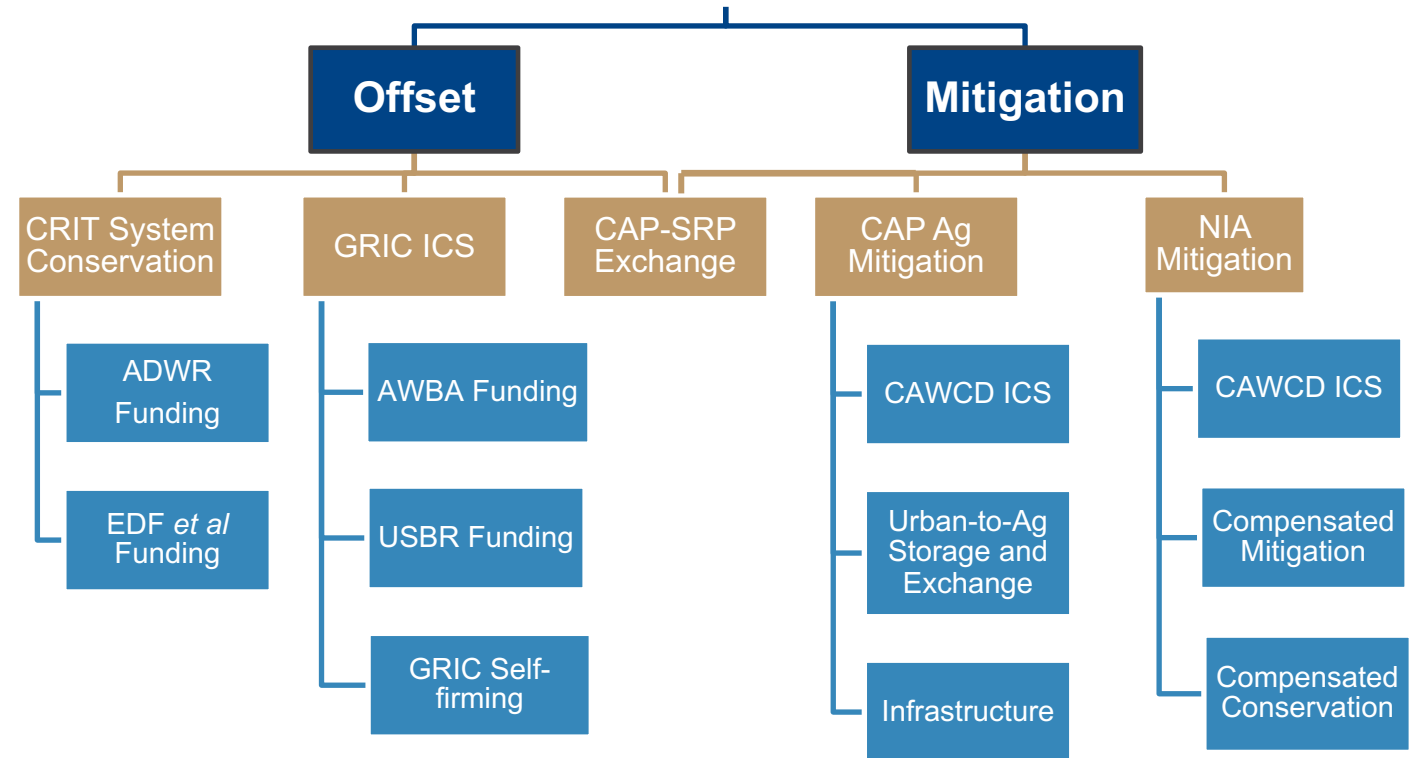 Offset
Mitigation
CRIT System
Conservation
GRIC ICS
CAP-SRP
Exchange
CAP Ag
Mitigation
NIA
Mitigation
ADWR
Funding
EDF et al
Funding
AWBA Funding
USBR Funding
GRIC Self-
firming
CAWCD ICS
Urban-to-Ag
Storage and
Exchange
Infrastructure
CAWCD ICS
Compensated
Mitigation
Compensated
Conservation